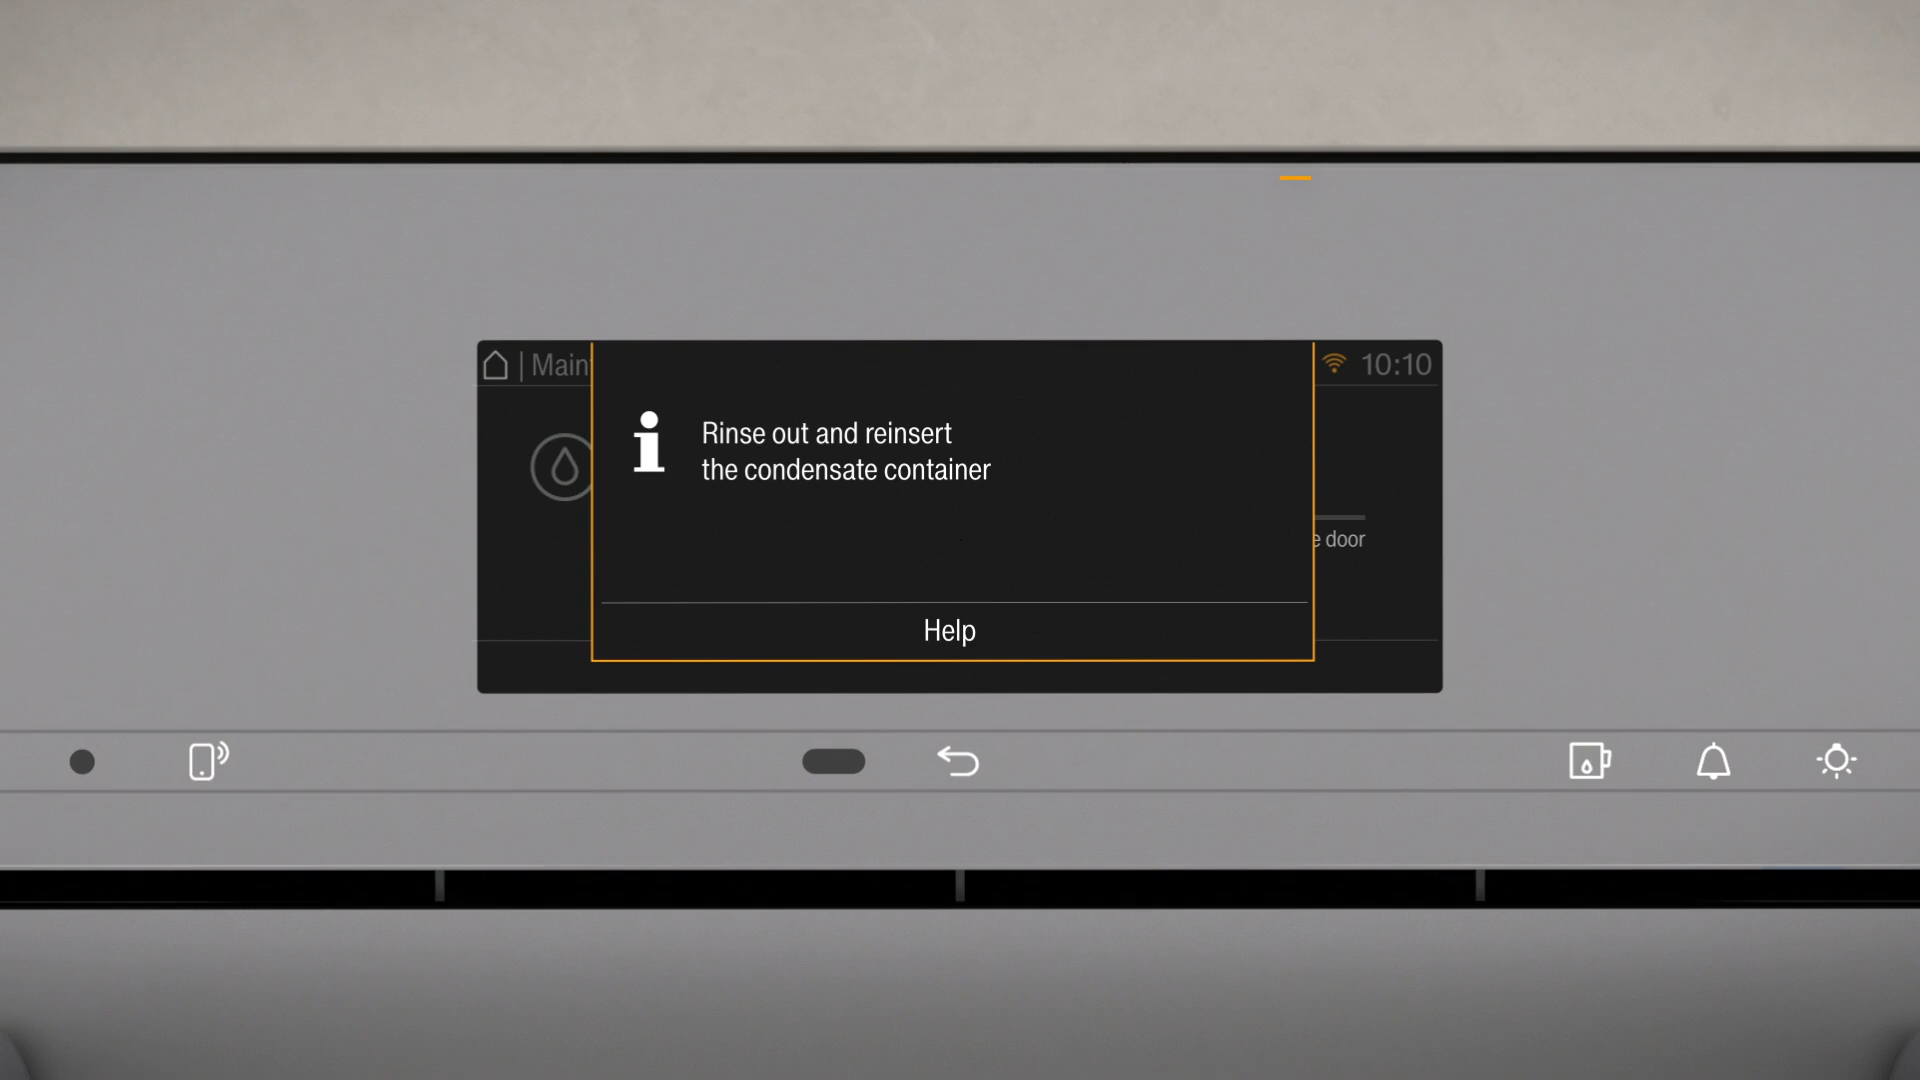 Main
10:10
Rinse out and reinsert
the condensate container
e door
Help